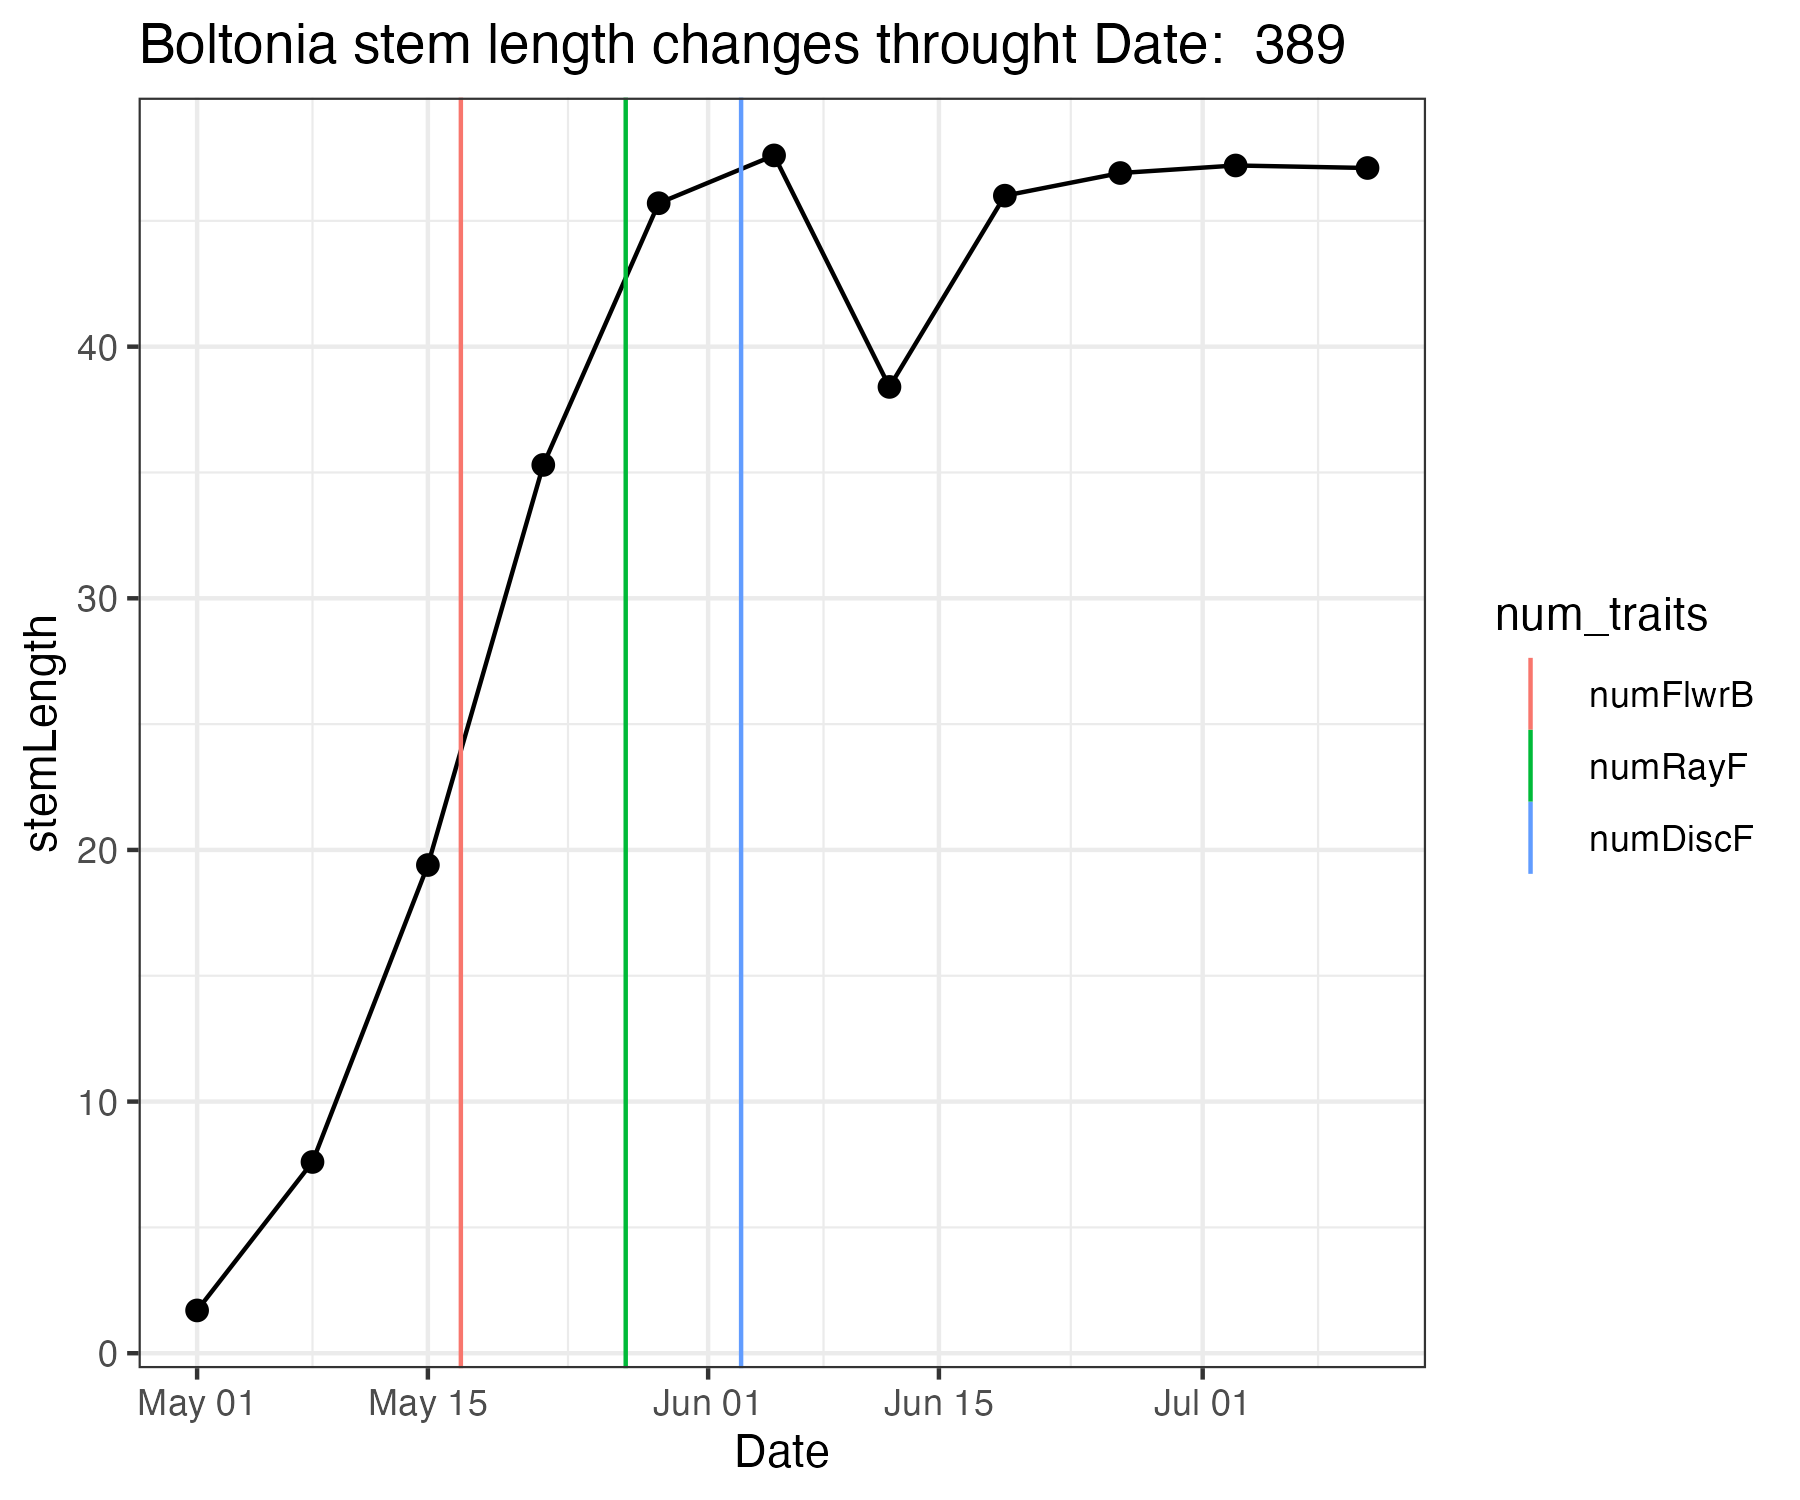 Boltonia stem length changes throught Date:  389
stemLength
40
30
20
10
0
May 01
May 15
Jun 01
Jun 15
Jul 01
Date
num_traits
numFlwrB
numRayF
numDiscF